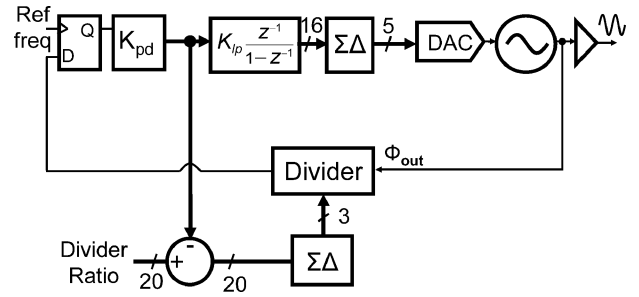 Ref
freq
Q
D
K_pd
K_lp z^-1 / 1-z^-1
16
ΣΔ
5
DAC
Divider
Φ_out
3
Divider
Ratio
20
+
-
20
ΣΔ